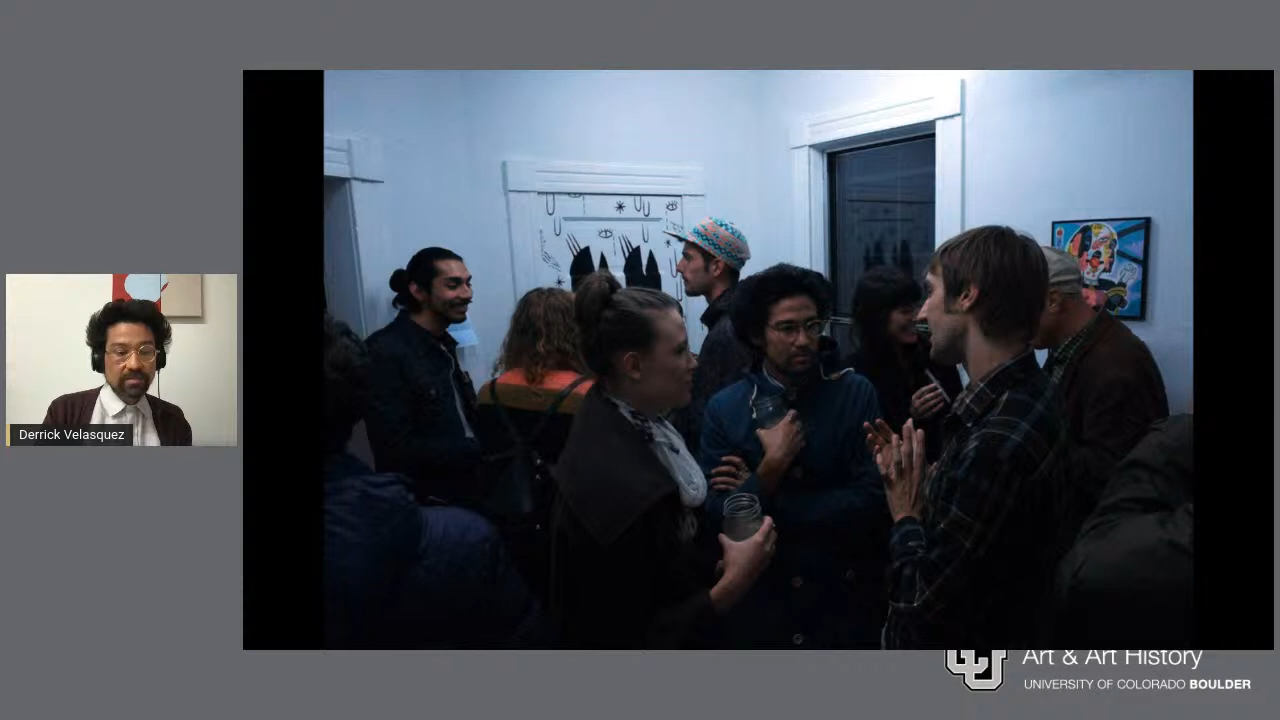 Derrick Velasquez
Art & Art History
UNIVERSITY OF COLORADO BOULDER